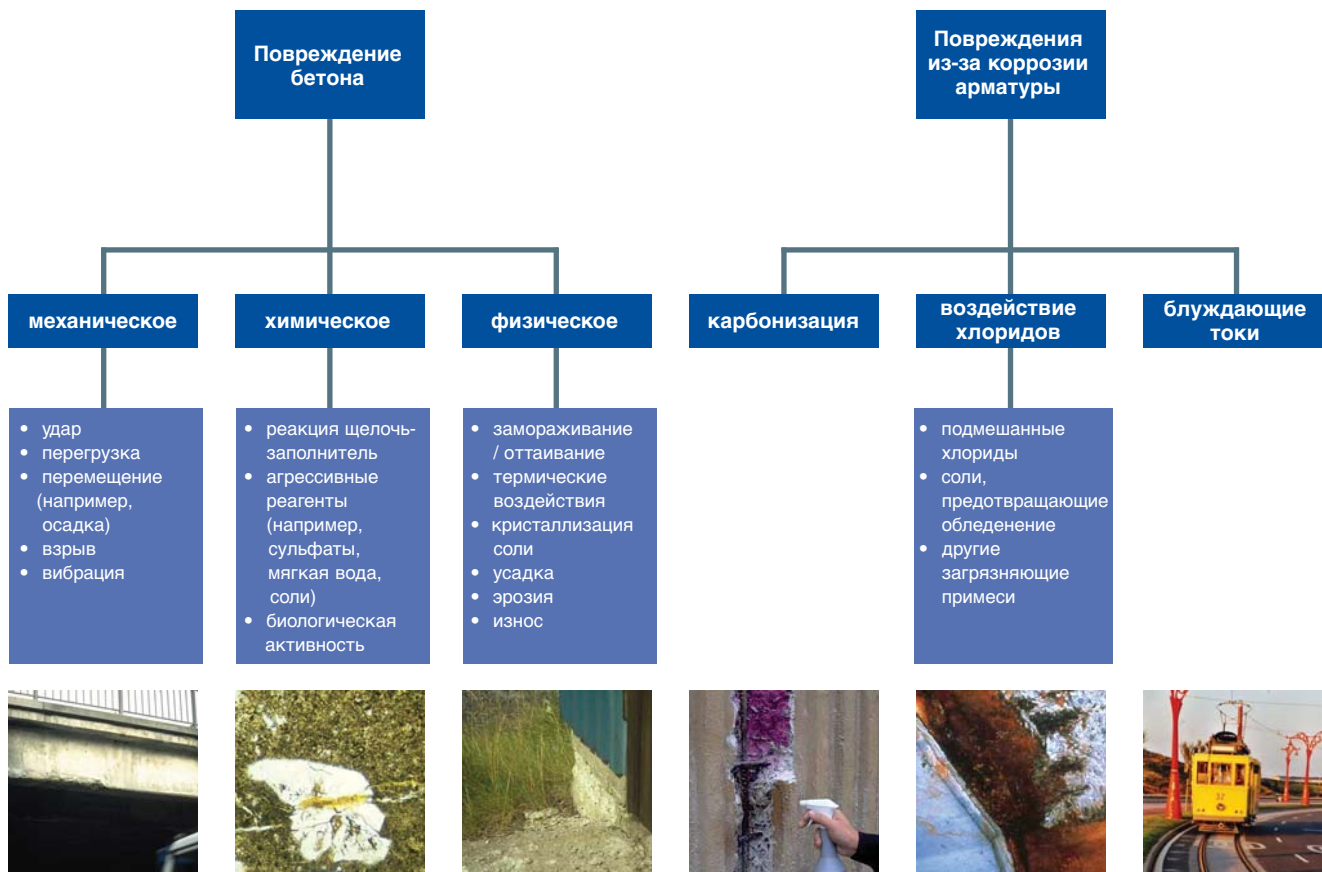 Повреждение
бетона
Повреждения
из-за коррозии
арматуры
механическое
химическое
физическое
карбонизация
воздействие
хлоридов
блуждающие
токи
• удар
• перегрузка
• перемещение
(например,
осадка)
• взрыв
• вибрация
• реакция щелочь-
заполнитель
• агрессивные
реагенты
(например,
сульфаты,
мягкая вода,
соли)
• биологическая
активность
• замораживание
/ оттаивание
• термические
воздействия
• кристаллизация
соли
• усадка
• эрозия
• износ
• подмешанные
хлориды
• соли,
предотвращающие
обледенение
• другие
загрязняющие
примеси
37